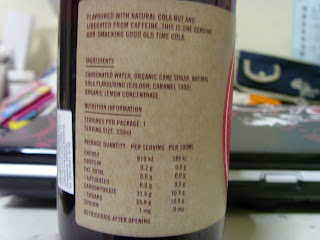 FLAVOURED WITH NATURAL COLA NUT AND
LIBERATED FROM CAFFEINE, THIS IS ONE GENUINE
GOB-SMACKING GOOD OLD TIME COLA.
INGREDIENTS
CARBONATED WATER, ORGANIC CANE SUGAR, NATURAL
COLA FLAVOURING (COLOUR: CARAMEL 150D),
ORGANIC LEMON CONCENTRATE.
NUTRITION INFORMATION
SERVINGS PER PACKAGE: 1
SERVING SIZE: 330ml
AVERAGE QUANTITY: PER SERVING PER 100ML
ENERGY
PROTEIN
FAT, TOTAL
- SATURATED
CARBOHYDRATE
SUGARS
SODIUM
REFRIGERATE AFTER OPENING.